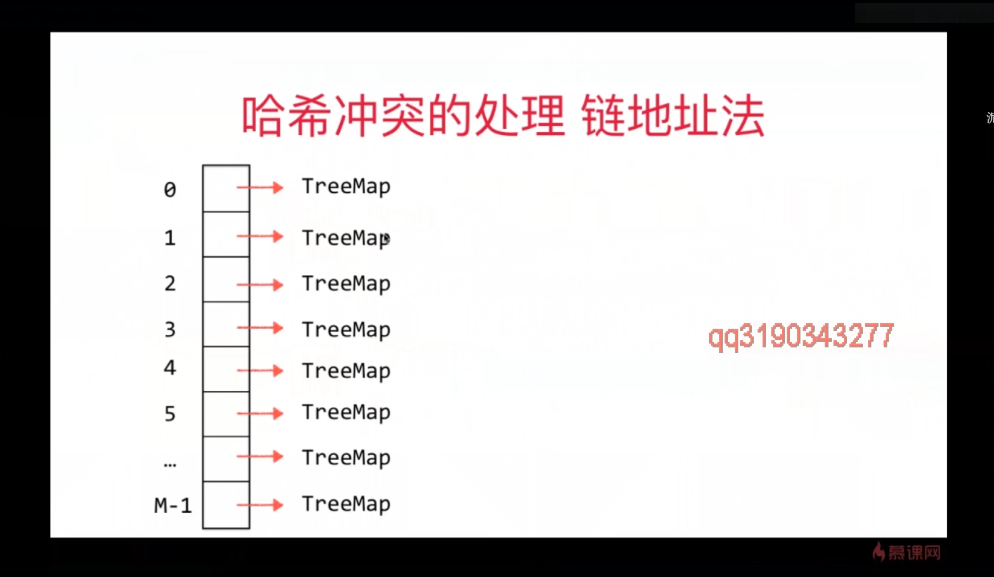 哈希冲突的处理 链地址法
0 TreeMap
1 TreeMap
2 TreeMap
3 TreeMap
4 TreeMap
5 TreeMap
… TreeMap
M-1 TreeMap
qq3190343277
慕课网